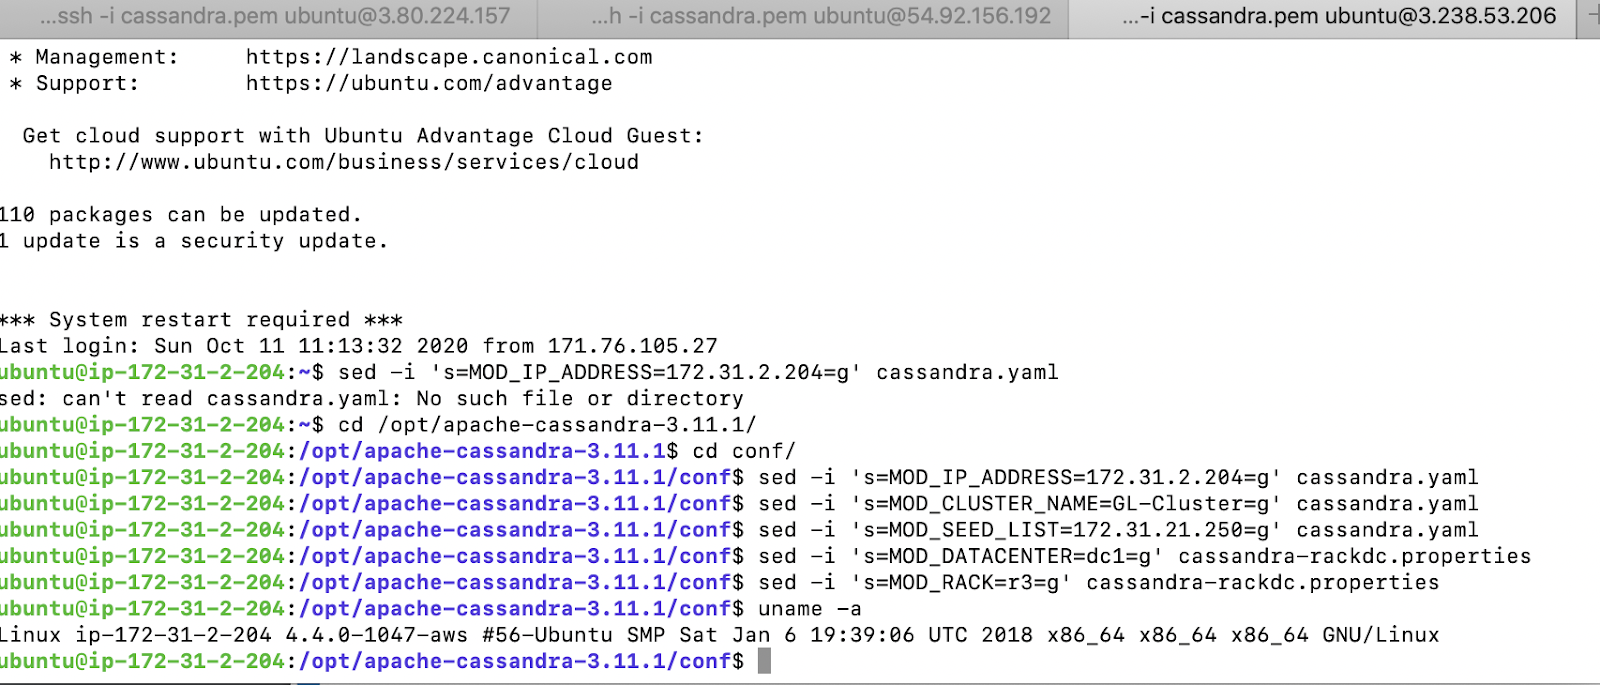 ...ssh -i cassandra.pem ubuntu@3.80.224.157 ...h -i cassandra.pem ubuntu@54.92.156.192 ...-i cassandra.pem ubuntu@3.238.53.206
* Management: https://landscape.canonical.com
* Support: https://ubuntu.com/advantage
Get cloud support with Ubuntu Advantage Cloud Guest:
http://www.ubuntu.com/business/services/cloud
110 packages can be updated.
1 update is a security update.
*** System restart required ***
Last login: Sun Oct 11 11:13:32 2020 from 171.76.105.27
ubuntu@ip-172-31-2-204:~$ sed -i 's=MOD_IP_ADDRESS=172.31.2.204=g' cassandra.yaml
sed: can't read cassandra.yaml: No such file or directory
ubuntu@ip-172-31-2-204:~$ cd /opt/apache-cassandra-3.11.1/
ubuntu@ip-172-31-2-204:/opt/apache-cassandra-3.11.1$ cd conf/
ubuntu@ip-172-31-2-204:/opt/apache-cassandra-3.11.1/conf$ sed -i 's=MOD_IP_ADDRESS=172.31.2.204=g' cassandra.yaml
ubuntu@ip-172-31-2-204:/opt/apache-cassandra-3.11.1/conf$ sed -i 's=MOD_CLUSTER_NAME=GL-Cluster=g' cassandra.yaml
ubuntu@ip-172-31-2-204:/opt/apache-cassandra-3.11.1/conf$ sed -i 's=MOD_SEED_LIST=172.31.21.250=g' cassandra.yaml
ubuntu@ip-172-31-2-204:/opt/apache-cassandra-3.11.1/conf$ sed -i 's=MOD_DATACENTER=dc1=g' cassandra-rackdc.properties
ubuntu@ip-172-31-2-204:/opt/apache-cassandra-3.11.1/conf$ sed -i 's=MOD_RACK=r3=g' cassandra-rackdc.properties
ubuntu@ip-172-31-2-204:/opt/apache-cassandra-3.11.1/conf$ uname -a
Linux ip-172-31-2-204 4.4.0-1047-aws #56-Ubuntu SMP Sat Jan 6 19:39:06 UTC 2018 x86_64 x86_64 x86_64 GNU/Linux
ubuntu@ip-172-31-2-204:/opt/apache-cassandra-3.11.1/conf$